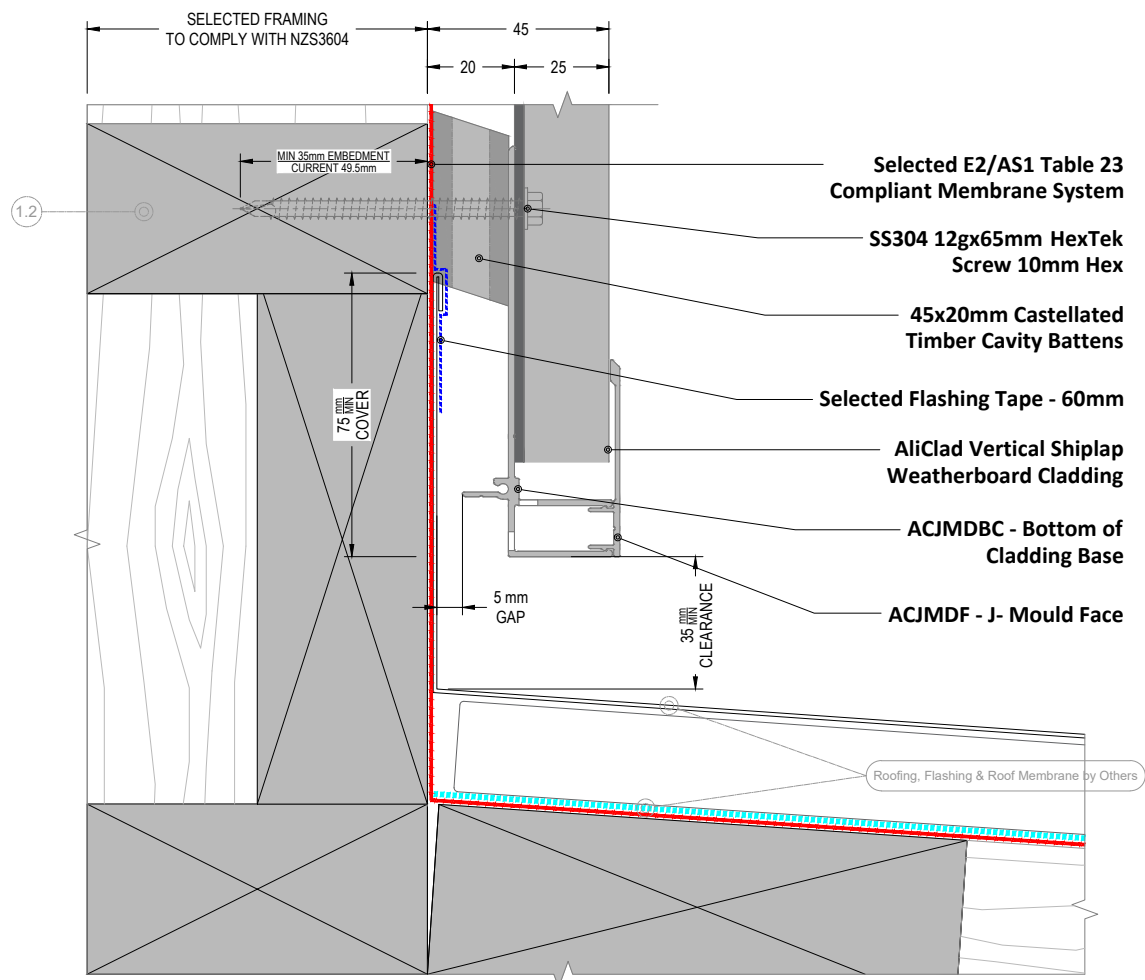 SELECTED FRAMING
TO COMPLY WITH NZS3604
45
20
25
MIN 35mm EMBEDMENT
CURRENT 49.5mm
1.2
Selected E2/AS1 Table 23
Compliant Membrane System
SS304 12gx65mm HexTek
Screw 10mm Hex
45x20mm Castellated
Timber Cavity Battens
Selected Flashing Tape - 60mm
AliClad Vertical Shiplap
Weatherboard Cladding
ACJMDBC - Bottom of
Cladding Base
ACJMDF - J- Mould Face
75 mm MIN
COVER
5 mm
GAP
35 mm MIN
CLEARANCE
Roofing, Flashing & Roof Membrane by Others